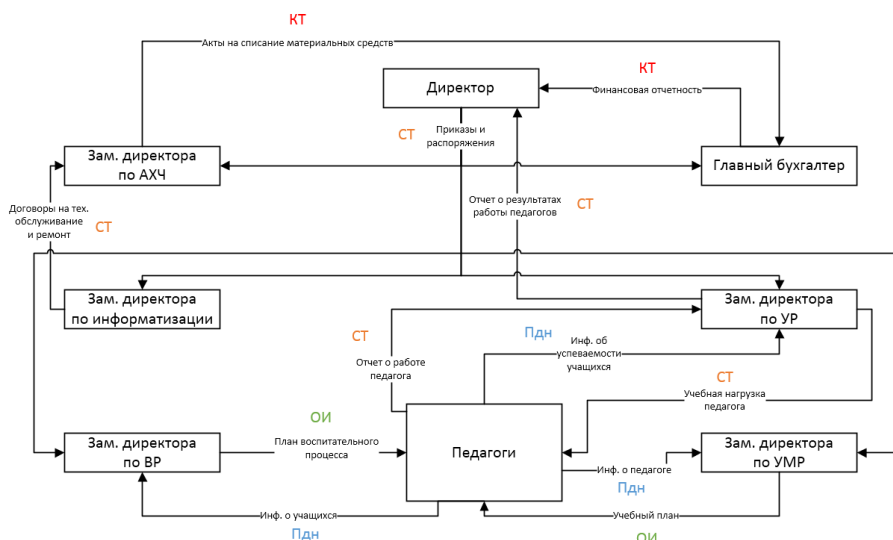 КТ
Акты на списание материальных средств
КТ
Директор
Финансовая отчетность
СТ
Приказы и
распоряжения
Зам. директора
по АХЧ
Главный бухгалтер
Договоры на тех.
обслуживание
и ремонт
СТ
Отчет о результатах
работы педагогов
СТ
Зам. директора
по информатизации
Зам. директора
по УР
СТ
Отчет о работе
педагога
Пдн
Инф. об
успеваемости
учащихся
СТ
Учебная нагрузка
педагога
ОИ
План воспитательного
процесса
Зам. директора
по ВР
Педагоги
Зам. директора
по УМР
Инф. о педагоге
Пдн
Инф. о учащихся
Пдн
Учебный план
ОИ